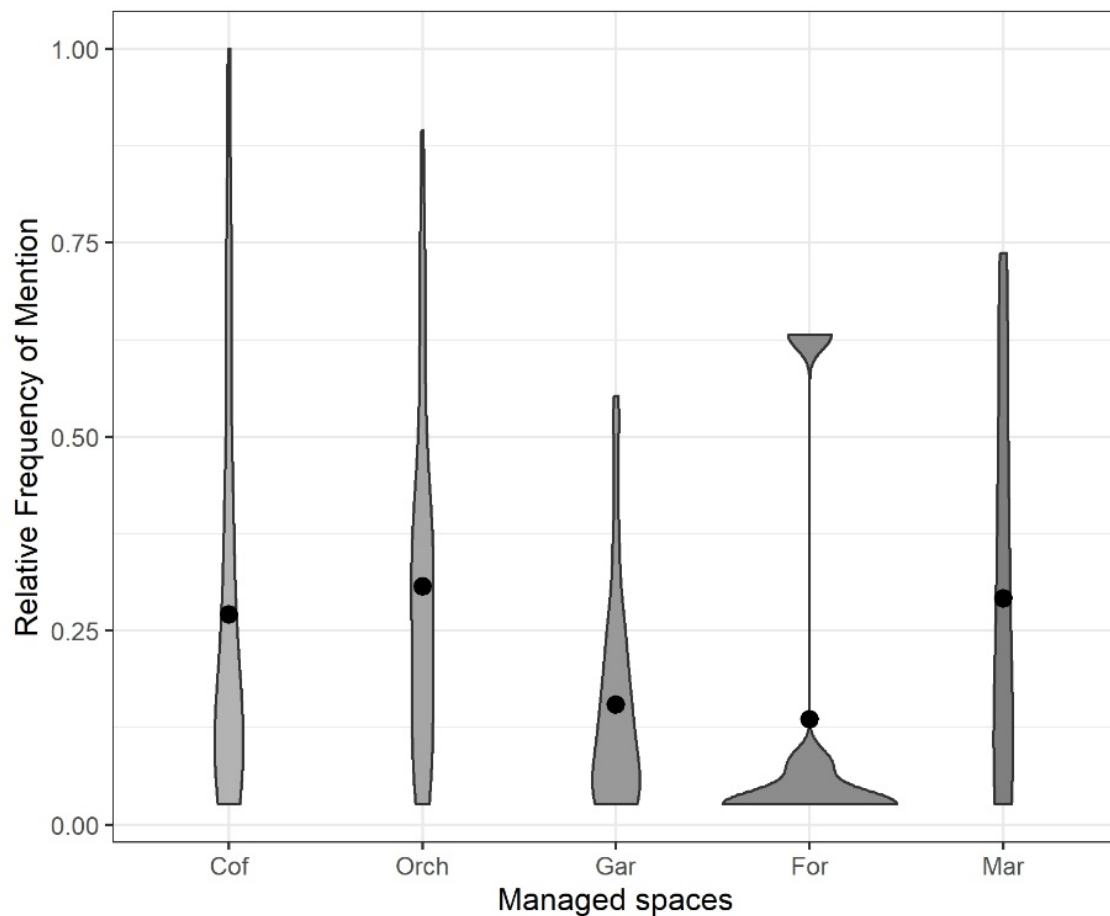 Relative Frequency of Mention
1.00
0.75
0.50
0.25
0.00
Cof Orch Gar For Mar
Managed spaces